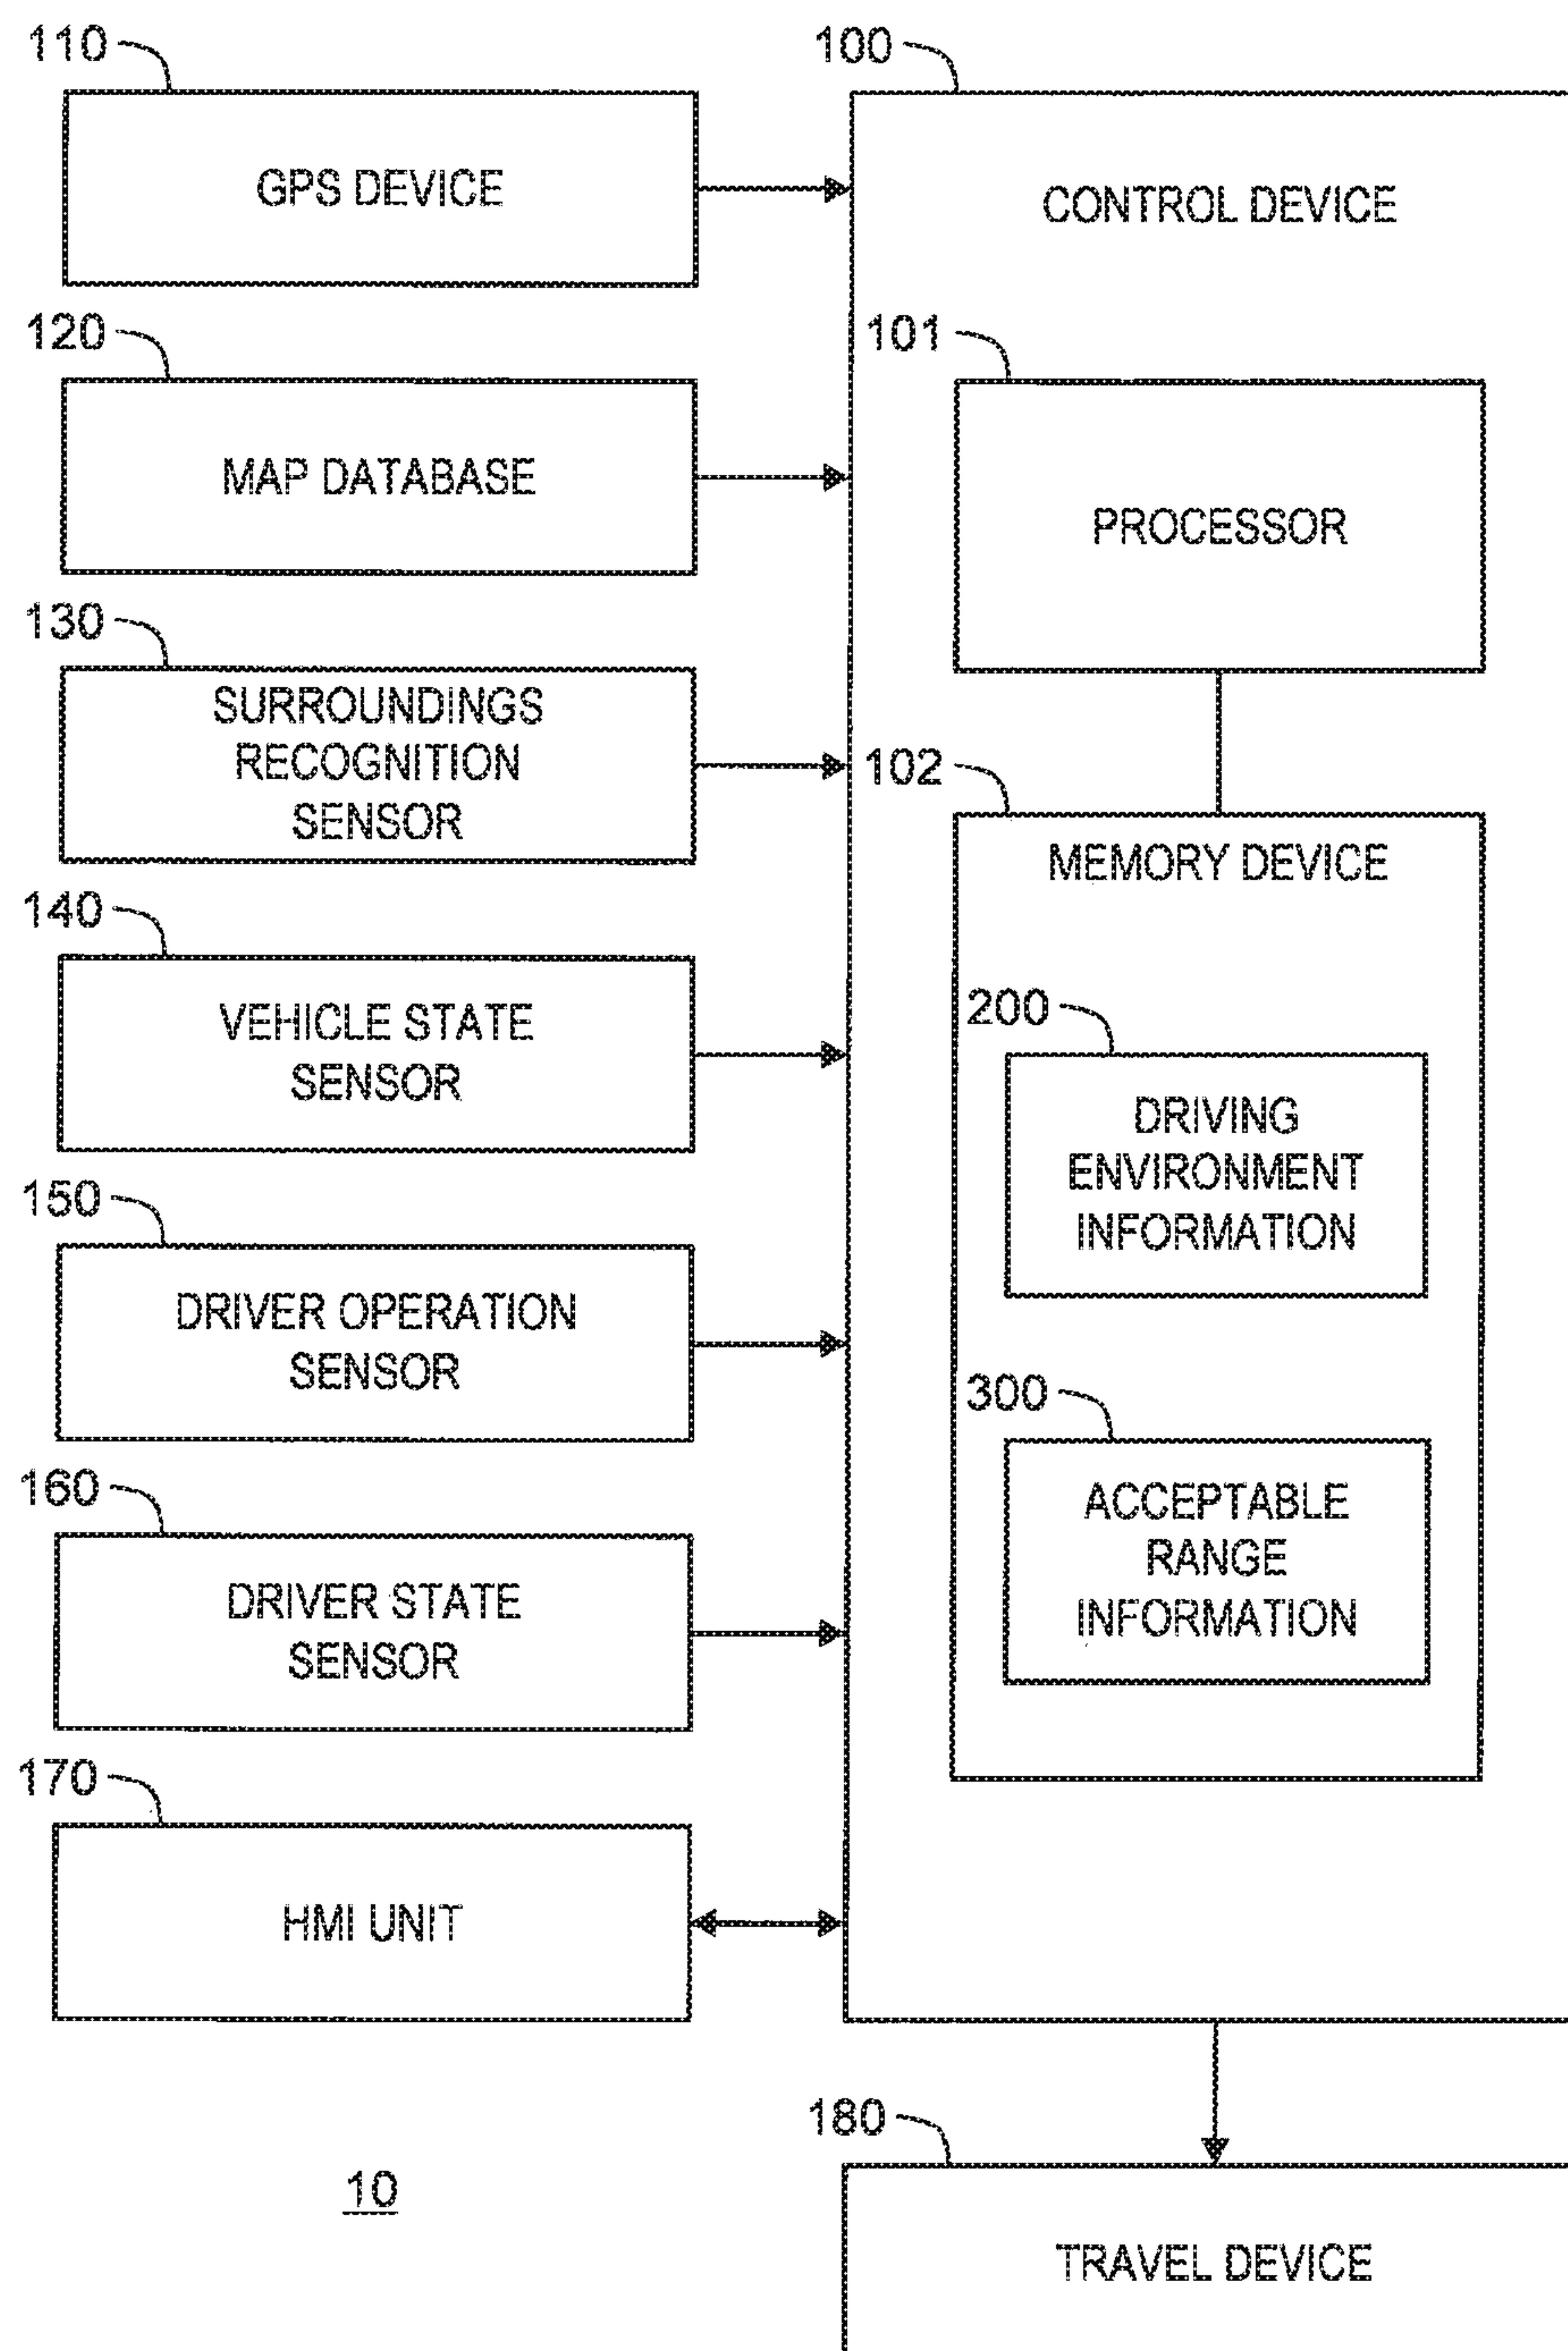 110
GPS DEVICE
120
MAP DATABASE
130
SURROUNDINGS
RECOGNITION
SENSOR
140
VEHICLE STATE
SENSOR
150
DRIVER OPERATION
SENSOR
160
DRIVER STATE
SENSOR
170
HMI UNIT
10
100
CONTROL DEVICE
101
PROCESSOR
102
MEMORY DEVICE
200
DRIVING
ENVIRONMENT
INFORMATION
300
ACCEPTABLE
RANGE
INFORMATION
180
TRAVEL DEVICE